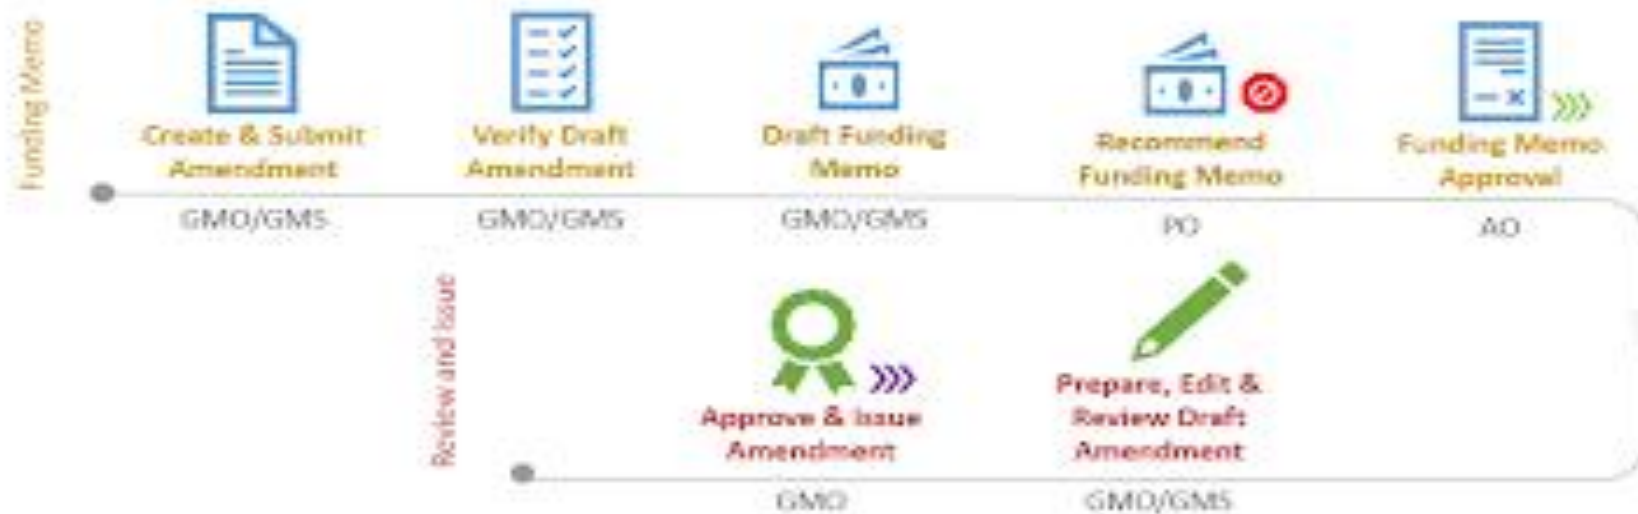 Funding Memo
Create & Submit
Amendment
Verify Draft
Amendment
Draft Funding
Memo
Recommend
Funding Memo
Funding Memo
Approval
GMO/GMS
GMO/GMS
GMO/GMS
PO
AO
Review and Issue
Approve & Issue
Amendment
Prepare, Edit &
Review Draft
Amendment
GMO
GMO/GMS